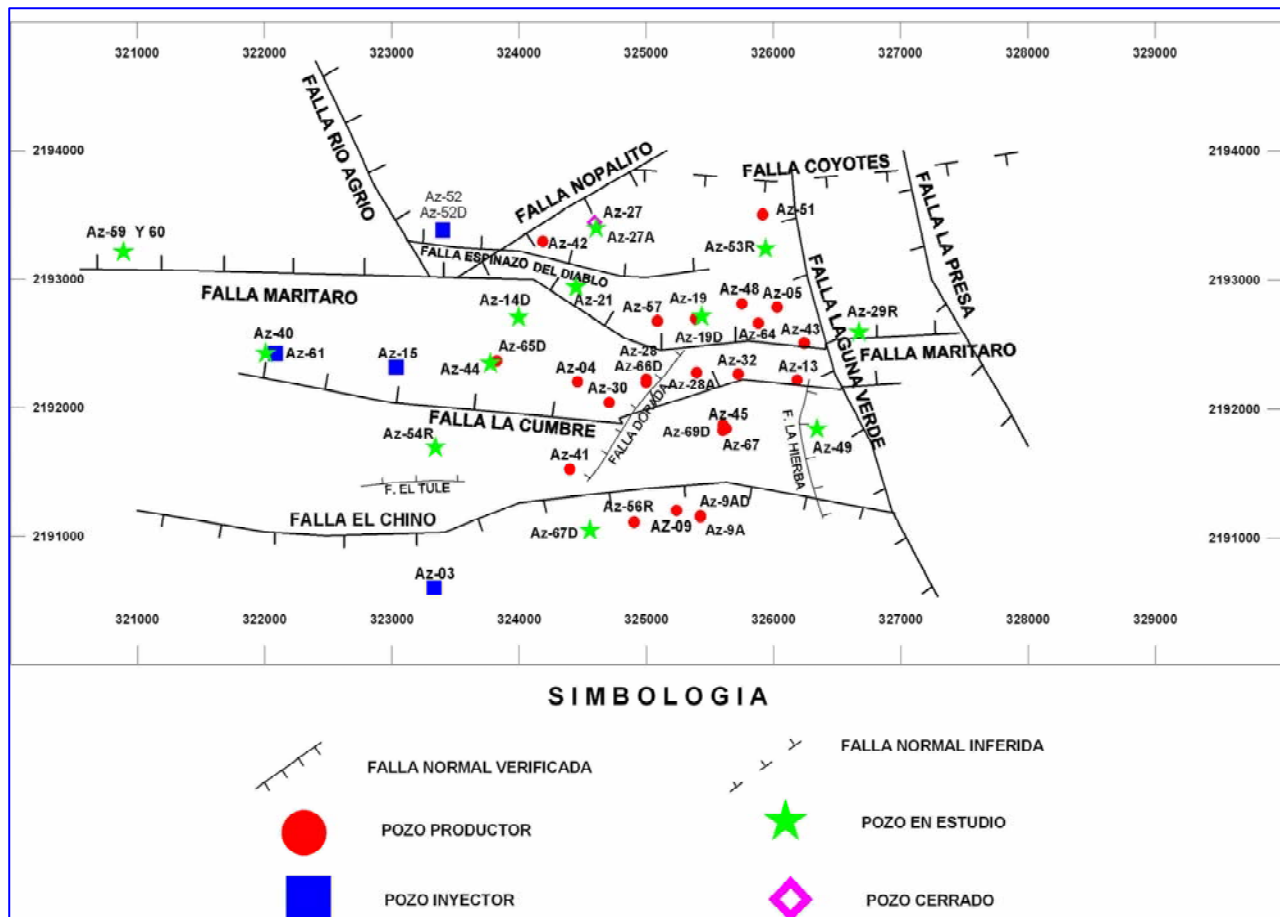 321000 322000 323000 324000 325000 326000 327000 328000 329000
FALLA RIO AGRIO
2194000
2194000
FALLA NOPALITO
FALLA COYOTES
FALLA LA PRESA
Az-52
Az-52D
Az-27
Az-27A
Az-51
Az-59 Y 60
Az-42
Az-53R
FALLA ESPINAZO DEL DIABLO
2193000
2193000
FALLA MARITARO
Az-14D
Az-21
Az-57
Az-19
Az-48
Az-05
FALLA LAGUNA VERDE
Az-29R
Az-19D
Az-64
Az-43
Az-40
Az-61
Az-15
Az-65D
Az-44
Az-04
Az-28
Az-66D
Az-32
Az-13
FALLA MARITARO
Az-30
Az-28A
2192000
2192000
FALLA LA CUMBRE
FALLA DORADA
Az-45
Az-69D
Az-67
F. LA HIERBA
Az-49
Az-54R
Az-41
F. EL TULE
FALLA EL CHINO
Az-56R
Az-9AD
Az-67D
AZ-09
Az-9A
2191000
2191000
Az-03
321000 322000 323000 324000 325000 326000 327000 328000 329000
SIMBOLOGIA
FALLA NORMAL VERIFICADA
FALLA NORMAL INFERIDA
POZO PRODUCTOR
POZO EN ESTUDIO
POZO INYECTOR
POZO CERRADO